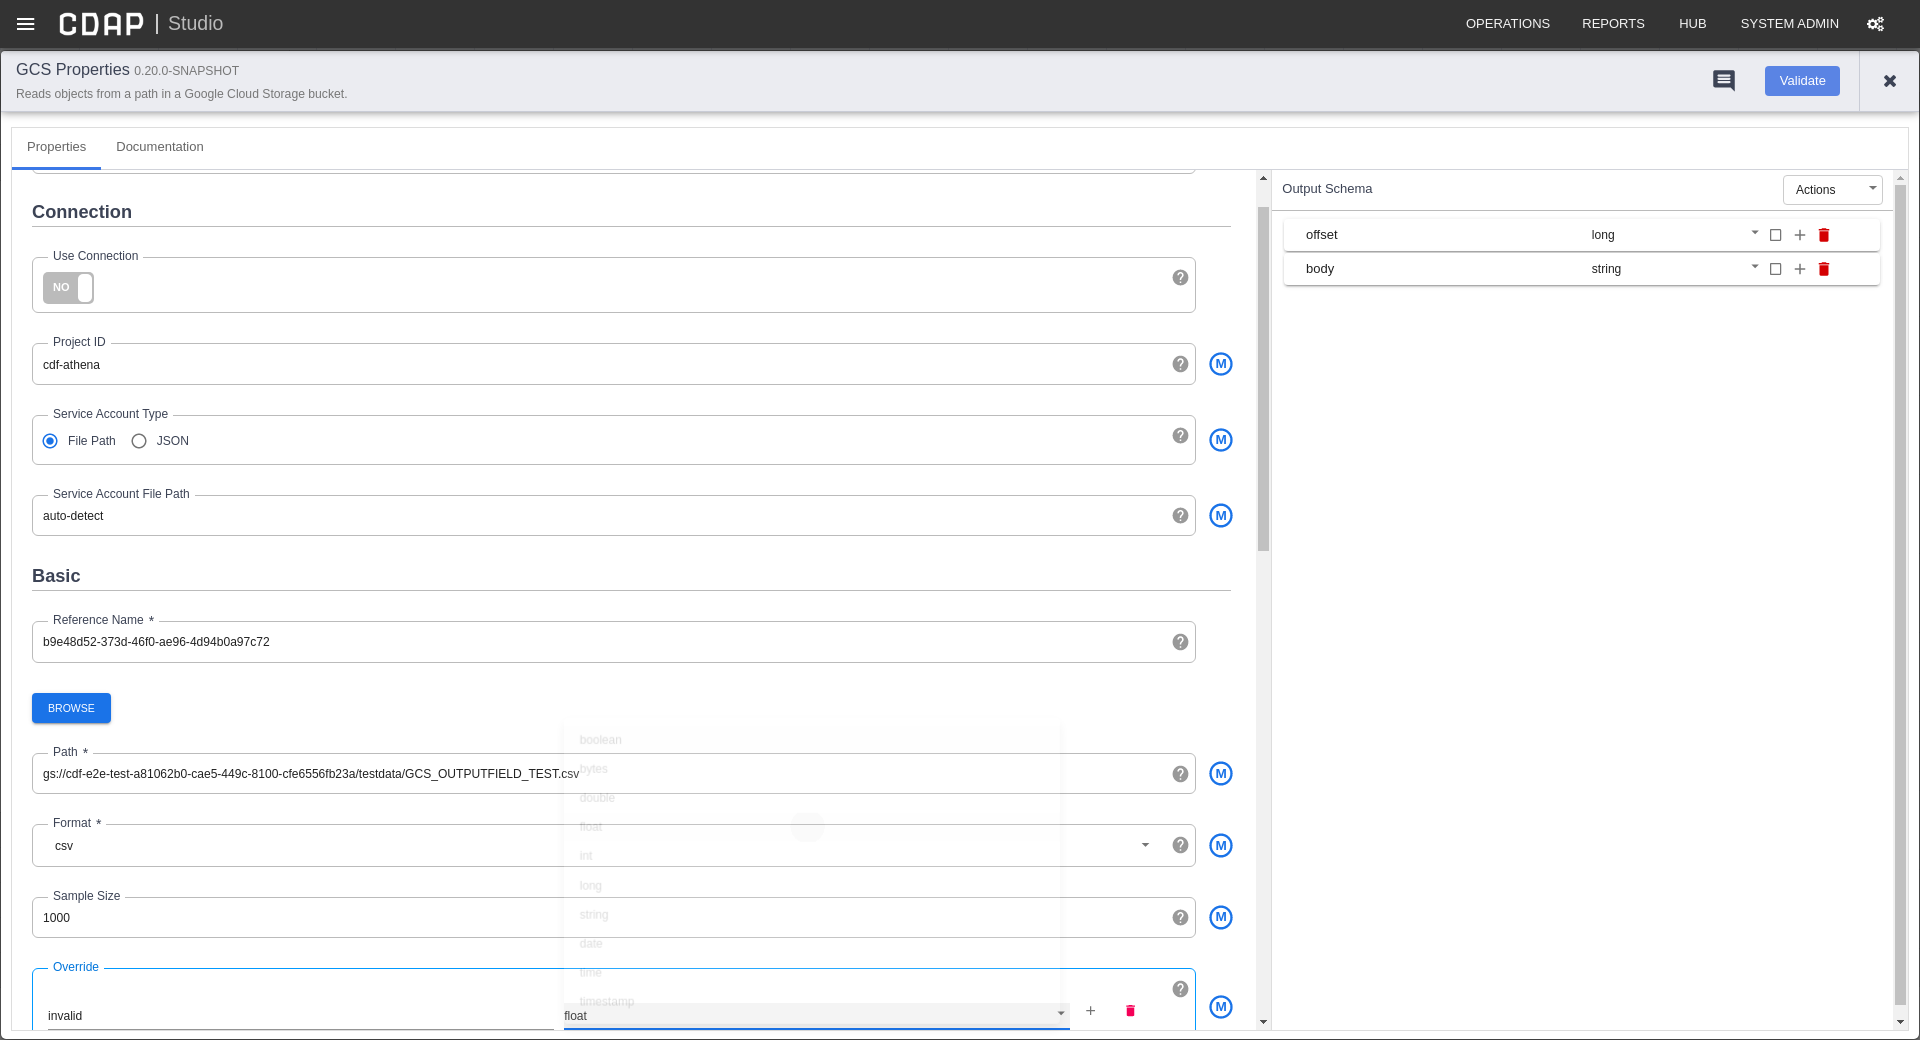 CDAP | Studio
OPERATIONS REPORTS HUB SYSTEM ADMIN
GCS Properties 0.20.0-SNAPSHOT
Reads objects from a path in a Google Cloud Storage bucket.
Validate
Properties Documentation
Connection
Use Connection
NO
Project ID
cdf-athena
M
Service Account Type
File Path JSON
M
Service Account File Path
auto-detect
M
Basic
Reference Name *
b9e48d52-373d-46f0-ae96-4d94b0a97c72
BROWSE
Path *
gs://cdf-e2e-test-a81062b0-cae5-449c-8100-cfe6556fb23a/testdata/GCS_OUTPUTFIELD_TEST.csv
M
Format *
csv
M
Sample Size
1000
M
Override
invalid
float
M
boolean
bytes
double
float
int
long
string
date
time
timestamp
Output Schema
Actions
offset long
body string